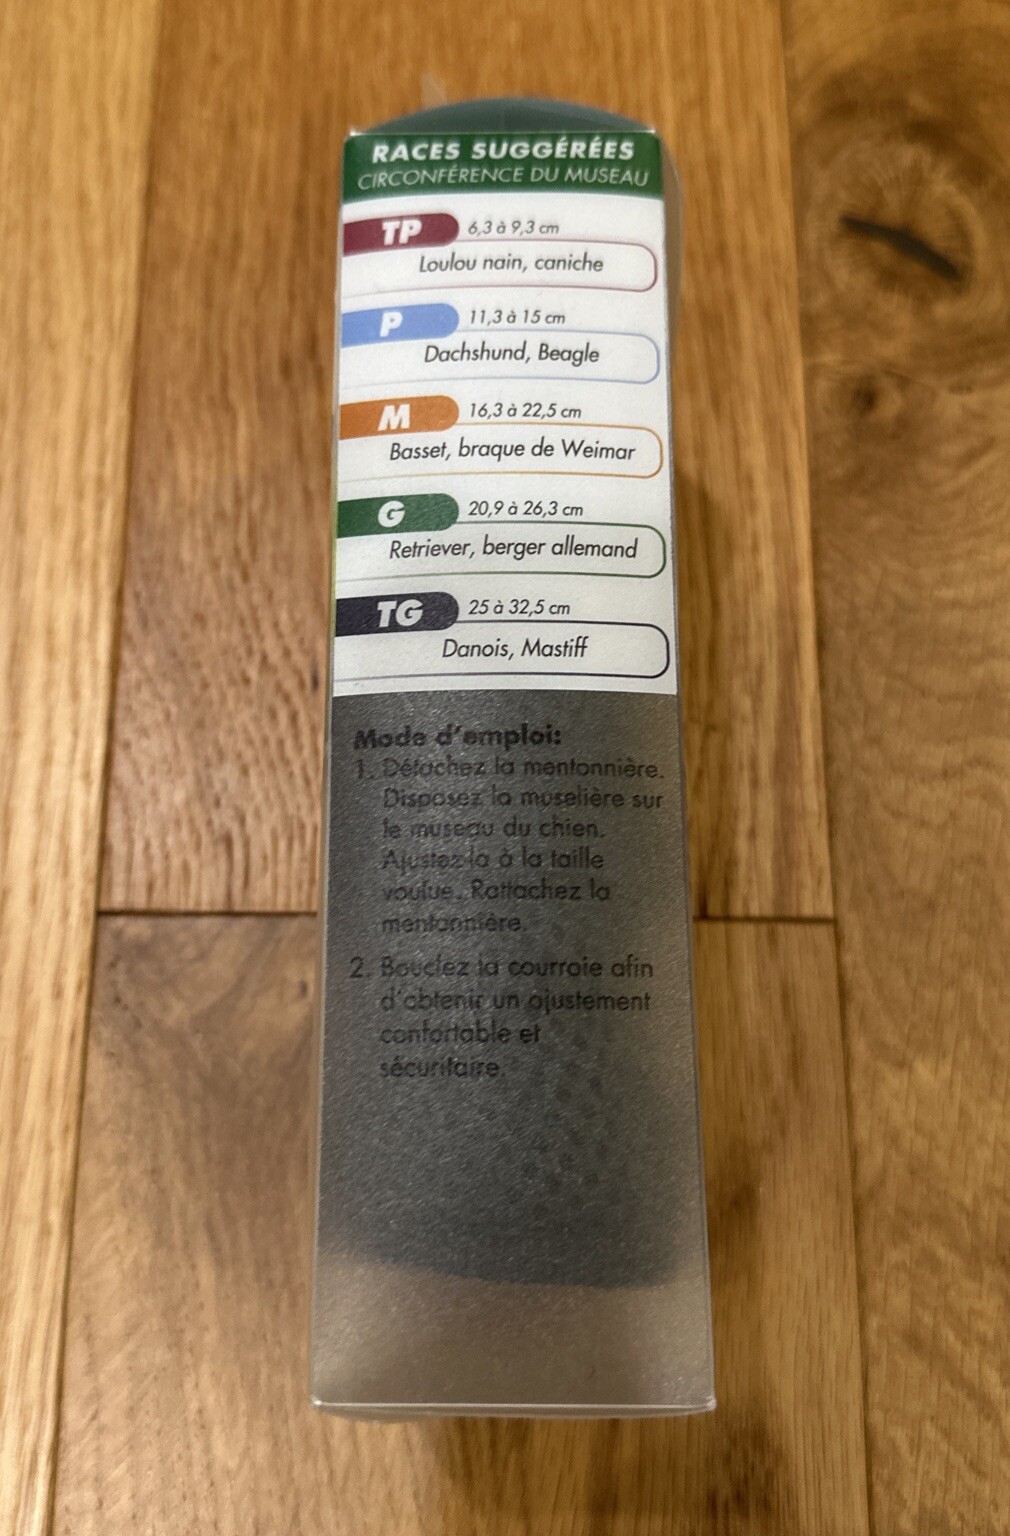 RACES SUGGÉRÉES
CIRCONFÉRENCE DU MUSEAU
TP 6,3 à 9,3 cm
Loulou nain, caniche
P 11,3 à 15 cm
Dachshund, Beagle
M 16,3 à 22,5 cm
Basset, braque de Weimar
G 20,9 à 26,3 cm
Retriever, berger allemand
TG 25 à 32,5 cm
Danois, Mastiff
Mode d'emploi:
1. Détachez la mentonnière.
Disposez la muselière sur
le museau du chien.
Ajustez-la à la taille
voulue. Rattachez la
mentonnière.
2. Bouclez la courroie afin
d'obtenir un ajustement
confortable et
sécuritaire.